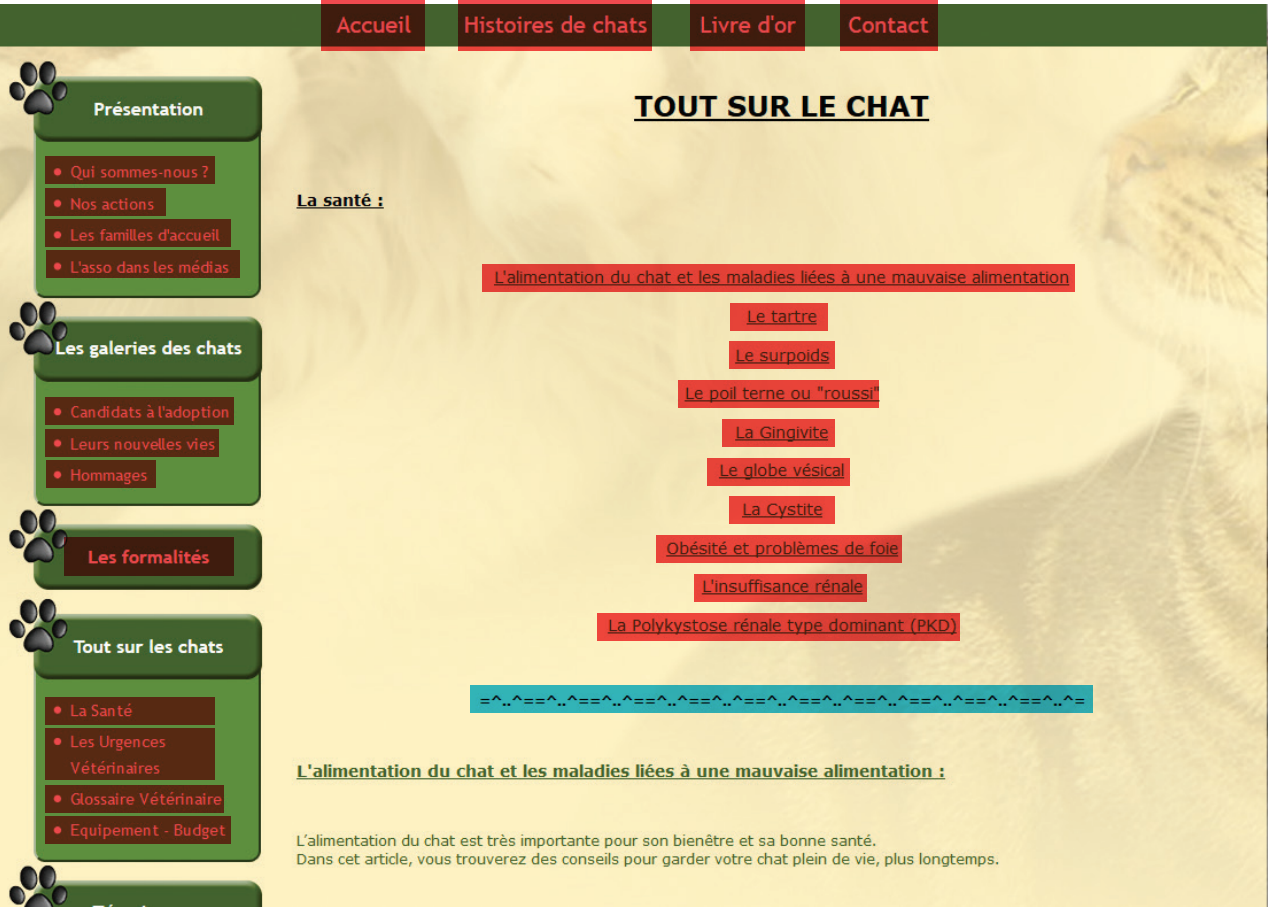 Accueil Histoires de chats Livre d'or Contact
Présentation
• Qui sommes-nous ?
• Nos actions
• Les familles d'accueil
• L'asso dans les médias
Les galeries des chats
• Candidats à l'adoption
• Leurs nouvelles vies
• Hommages
Les formalités
Tout sur les chats
• La Santé
• Les Urgences
Vétérinaires
• Glossaire Vétérinaire
• Equipement - Budget
TOUT SUR LE CHAT
La santé :
L'alimentation du chat et les maladies liées à une mauvaise alimentation
Le tartre
Le surpoids
Le poil terne ou "roussi"
La Gingivite
Le globe vésical
La Cystite
Obésité et problèmes de foie
L'insuffisance rénale
La Polykystose rénale type dominant (PKD)
=^..^==^..^==^..^==^..^==^..^==^..^==^..^==^..^==^..^==^..^==^..^=
L'alimentation du chat et les maladies liées à une mauvaise alimentation :
L'alimentation du chat est très importante pour son bienêtre et sa bonne santé.
Dans cet article, vous trouverez des conseils pour garder votre chat plein de vie, plus longtemps.